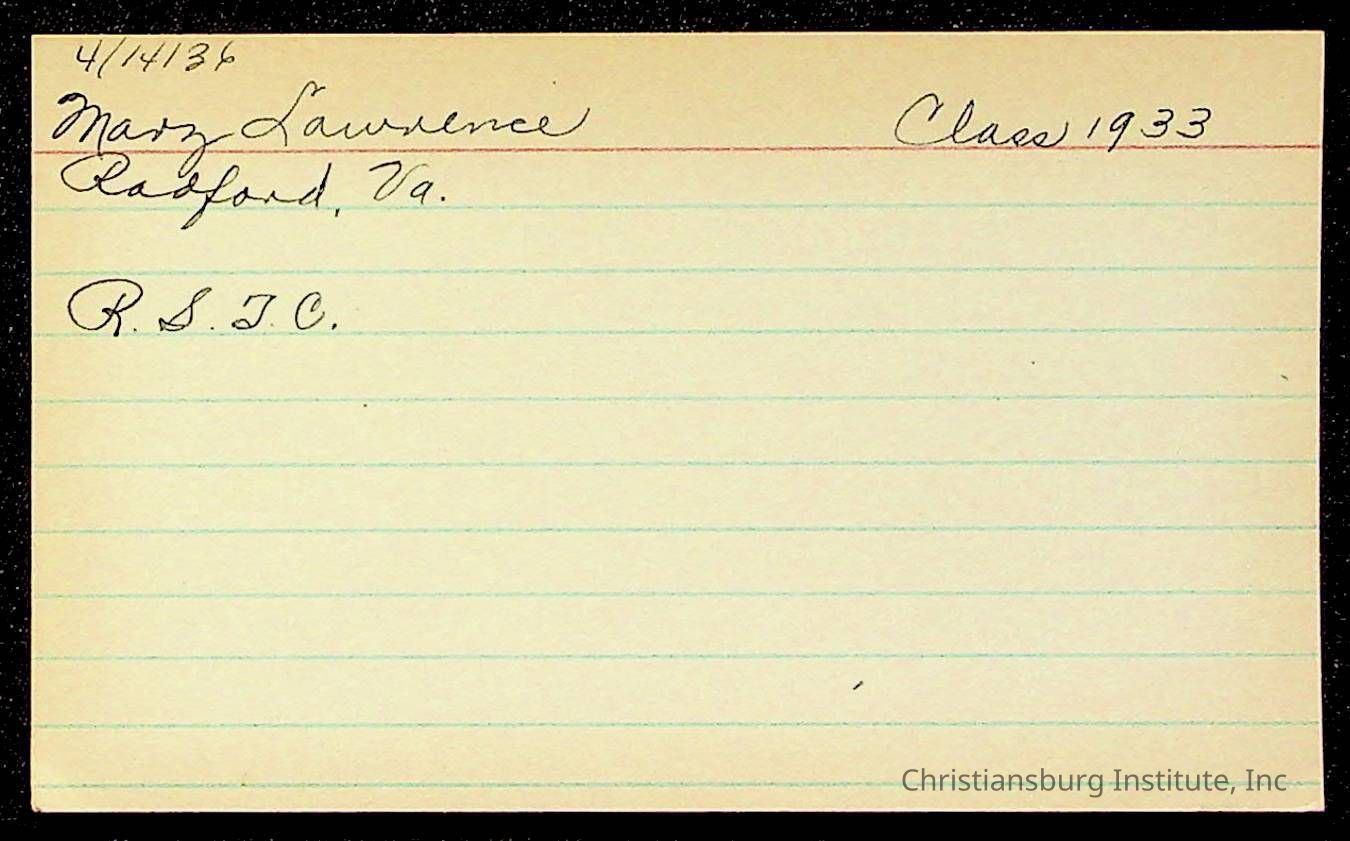 4/14/36
Mary Lawrence Class 1933
Radford, Va.
R. S. T. C.
Christiansburg Institute, Inc